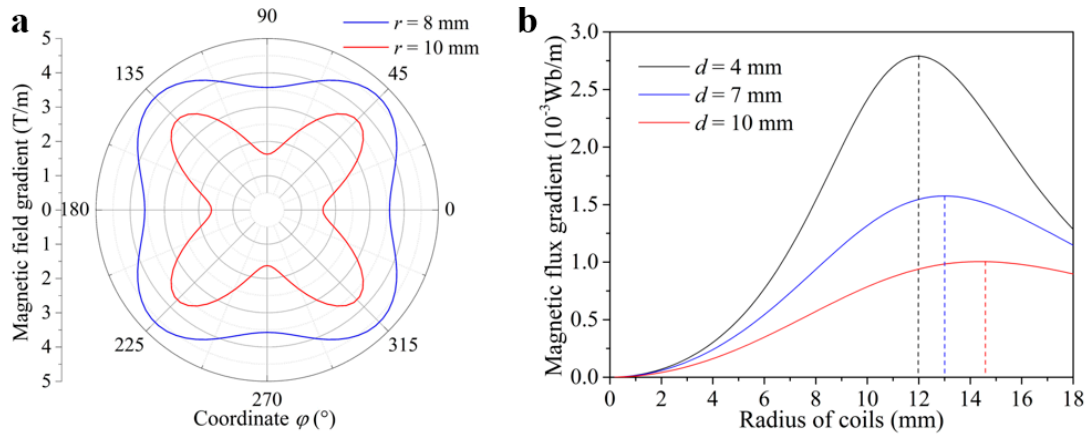 a
Magnetic field gradient (T/m)
5
4
3
2
1
0
1
2
3
4
5
90
45
0
315
270
225
180
135
r = 8 mm
r = 10 mm
Coordinate φ (°)
b
Magnetic flux gradient (10⁻³Wb/m)
3.0
2.5
2.0
1.5
1.0
0.5
0.0
d = 4 mm
d = 7 mm
d = 10 mm
0 2 4 6 8 10 12 14 16 18
Radius of coils (mm)